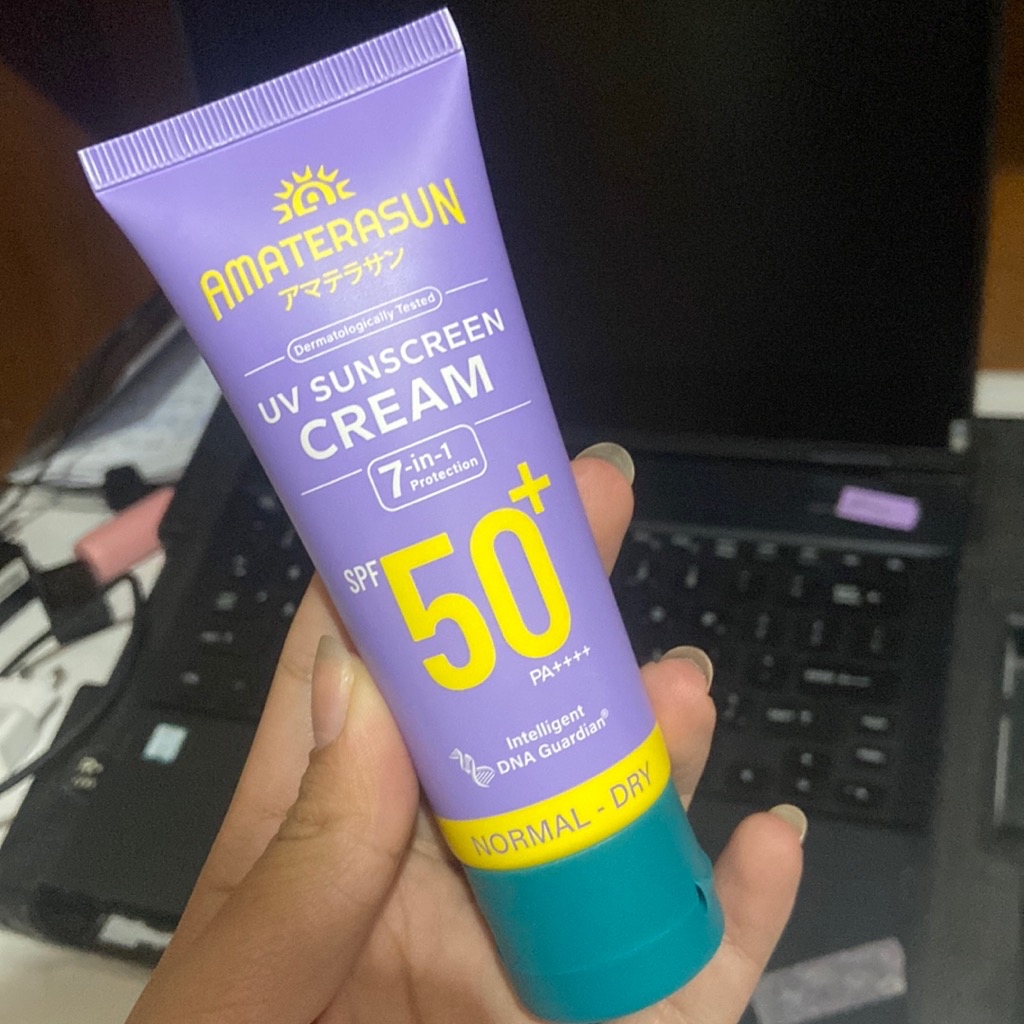 AMATERASUN
アマテラサン
Dermatologically Tested
UV SUNSCREEN
CREAM
7-in-1
Protection
SPF 50+
PA++++
Intelligent
DNA Guardian®
NORMAL - DRY